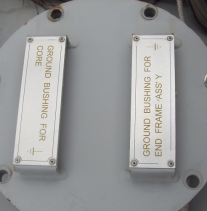 GROUND BUSHING FOR
CORE
GROUND BUSHING FOR
END FRAME ASS'Y